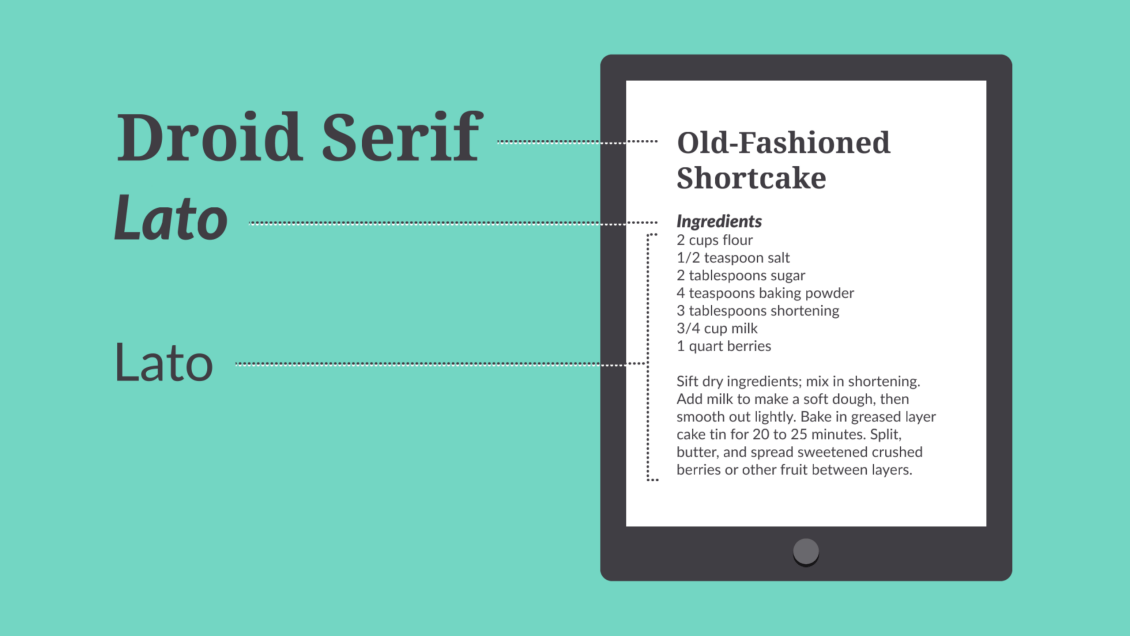 Droid Serif
Lato
Lato
Old-Fashioned
Shortcake
Ingredients
2 cups flour
1/2 teaspoon salt
2 tablespoons sugar
4 teaspoons baking powder
3 tablespoons shortening
3/4 cup milk
1 quart berries
Sift dry ingredients; mix in shortening.
Add milk to make a soft dough, then
smooth out lightly. Bake in greased layer
cake tin for 20 to 25 minutes. Split,
butter, and spread sweetened crushed
berries or other fruit between layers.